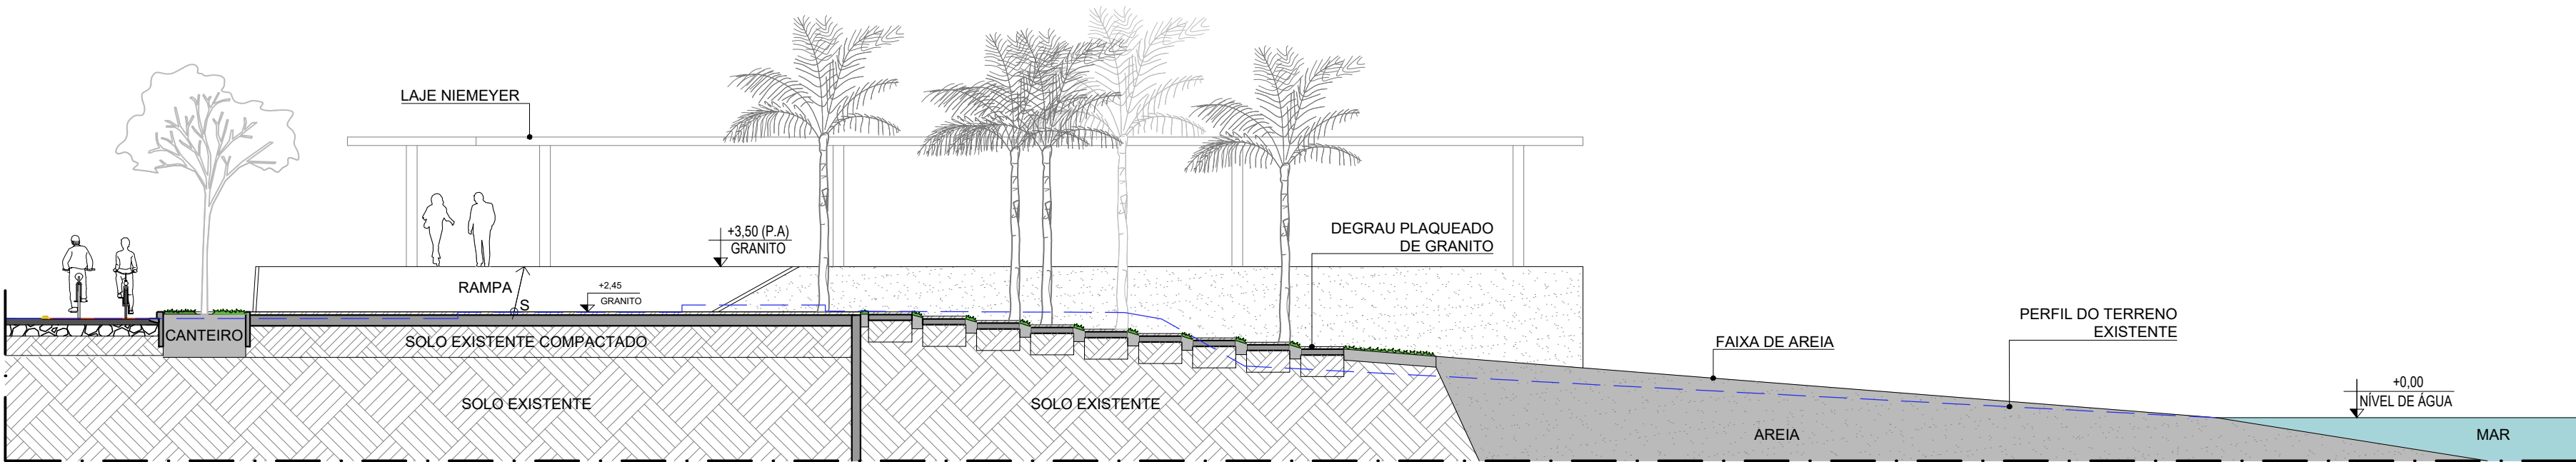 LAJE NIEMEYER
+3,50 (P.A)
GRANITO
DEGRAU PLAQUEADO
DE GRANITO
RAMPA
S
+2,45
GRANITO
PERFIL DO TERRENO
EXISTENTE
CANTEIRO
SOLO EXISTENTE COMPACTADO
FAIXA DE AREIA
+0,00
NÍVEL DE ÁGUA
SOLO EXISTENTE
SOLO EXISTENTE
AREIA
MAR